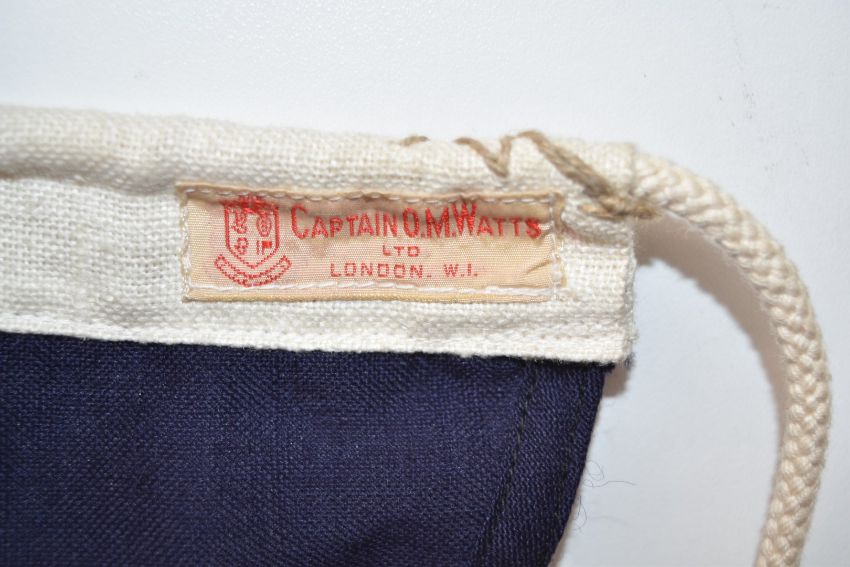 CAPTAIN O.M.WATTS
LTD
LONDON. W.1.